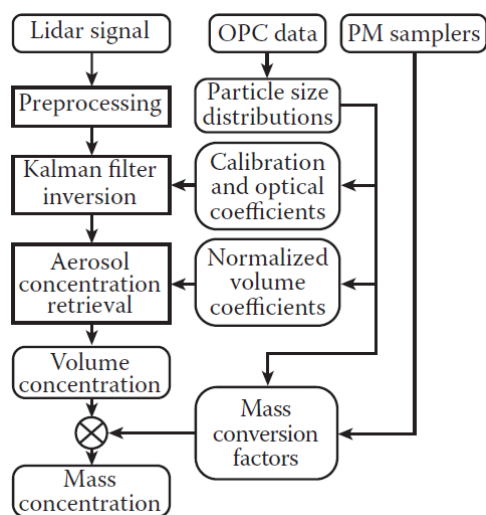 Lidar signal
OPC data
PM samplers
Preprocessing
Particle size
distributions
Kalman filter
inversion
Calibration
and optical
coefficients
Aerosol
concentration
retrieval
Normalized
volume
coefficients
Volume
concentration
Mass
conversion
factors
Mass
concentration